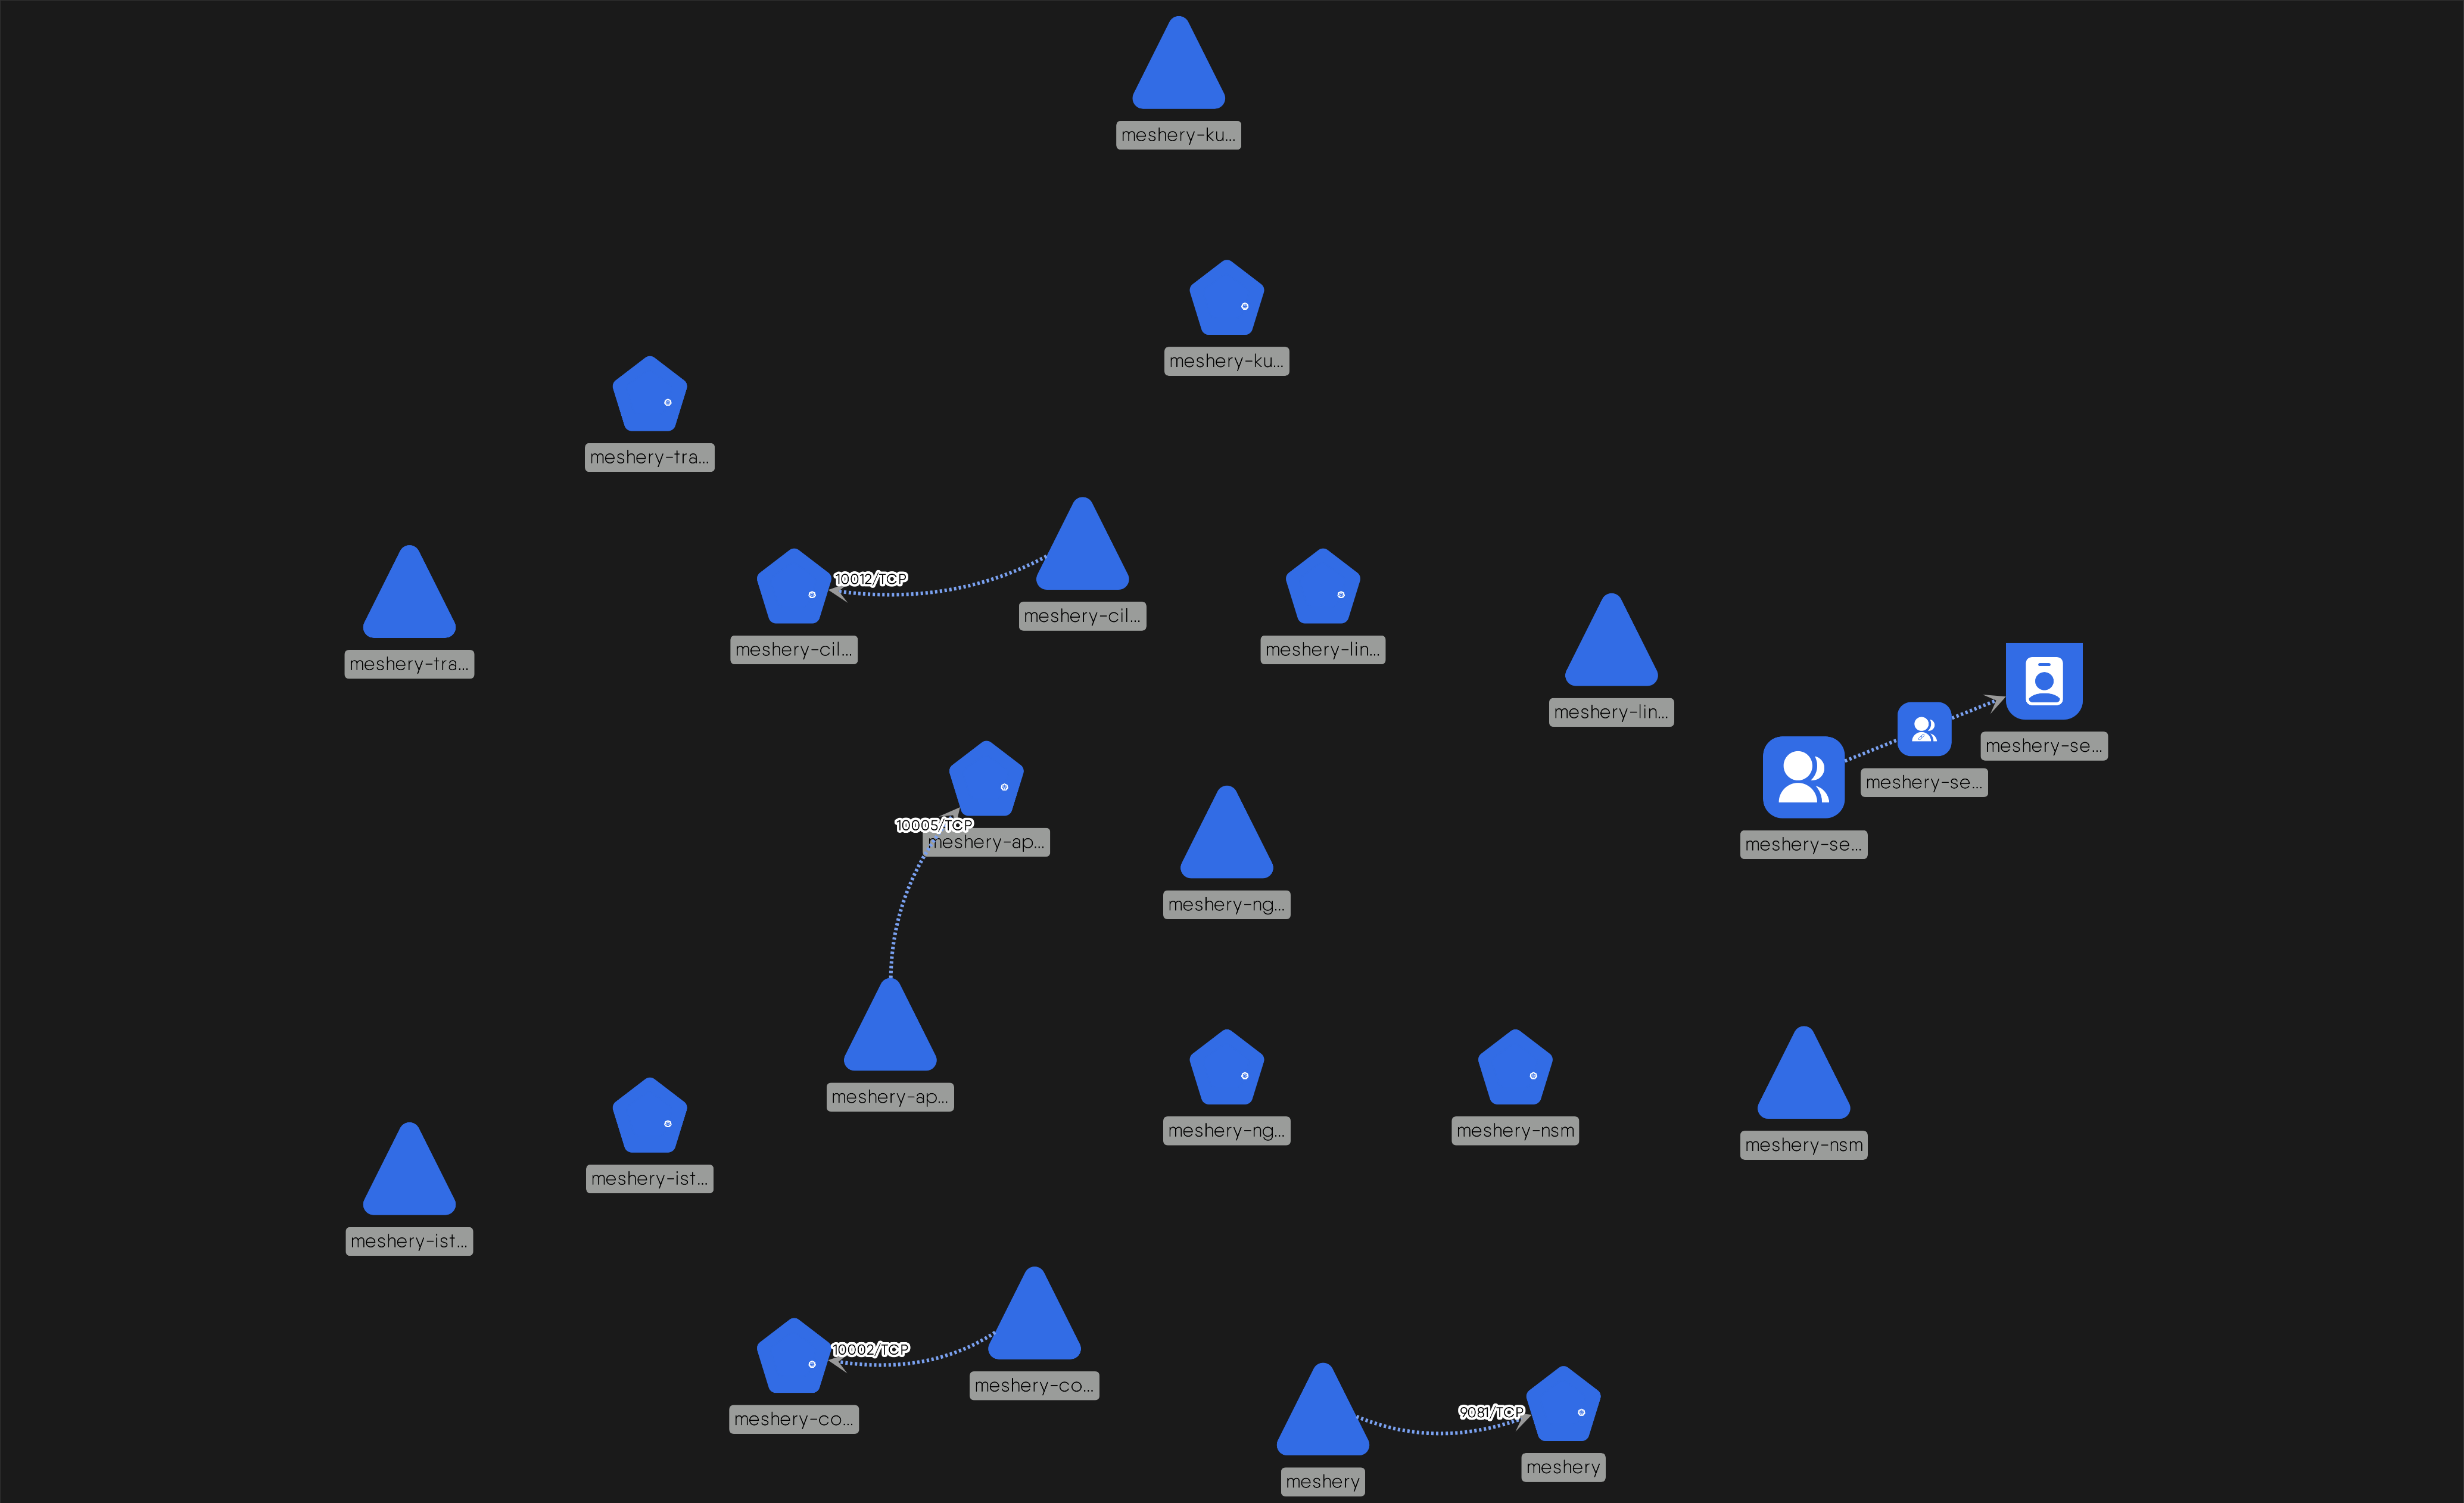 meshery-ku...
meshery-ku...
meshery-tra...
10012/TCP
meshery-cil...
meshery-cil...
meshery-lin...
meshery-tra...
meshery-lin...
meshery-se...
meshery-se...
meshery-se...
10005/TCP
meshery-ap...
meshery-ng...
meshery-ap...
meshery-ng...
meshery-nsm
meshery-nsm
meshery-ist...
meshery-ist...
10002/TCP
meshery-co...
meshery-co...
9081/TCP
meshery
meshery